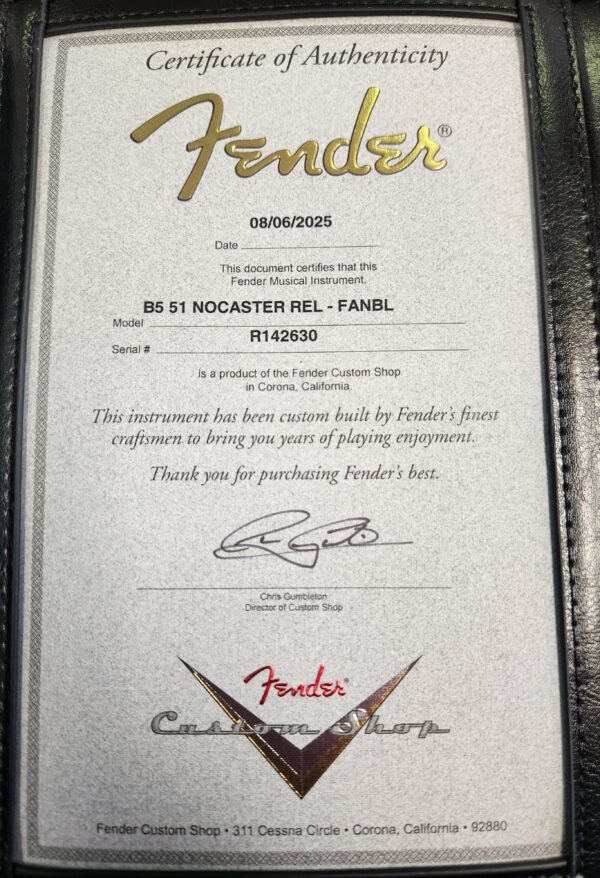 Certificate of Authenticity
Fender®
08/06/2025
Date
This document certifies that this
Fender Musical Instrument.
B5 51 NOCASTER REL - FANBL
Model
R142630
Serial #
is a product of the Fender Custom Shop
in Corona, California.
This instrument has been custom built by Fender's finest
craftsmen to bring you years of playing enjoyment.
Thank you for purchasing Fender's best.
Chris Gumbleton
Director of Custom Shop
Fender®
Custom Shop
Fender Custom Shop • 311 Cessna Circle • Corona, California • 92880